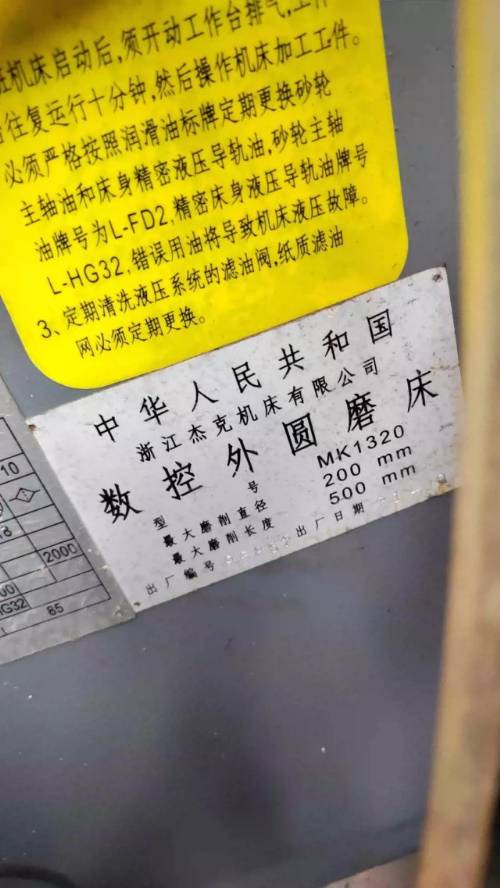 班机床启动后,须开动工作台排气,工作
台往复运行十分钟,然后操作机床加工工件。
必须严格按照润滑油标牌定期更换砂轮
主轴油和床身精密液压导轨油,砂轮主轴
油牌号为L-FD2,精密床身液压导轨油牌号
L-HG32,错误用油将导致机床液压故障。
3、定期清洗液压系统的滤油阀,纸质滤油
网必须定期更换。
中华人民共和国
浙江杰克机床有限公司
数控外圆磨床
型号 MK1320
最大磨削直径 200 mm
最大磨削长度 500 mm
出厂编号 出厂日期
10
2000
HG32
85